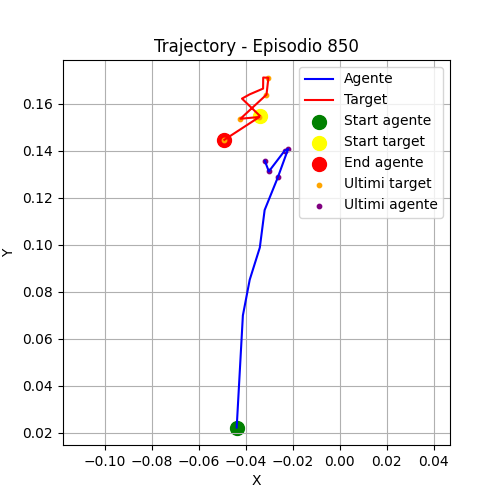 Trajectory - Episodio 850
Agente
Target
Start agente
Start target
End agente
Ultimi target
Ultimi agente
Y
0.16
0.14
0.12
0.10
0.08
0.06
0.04
0.02
−0.10 −0.08 −0.06 −0.04 −0.02 0.00 0.02 0.04
X